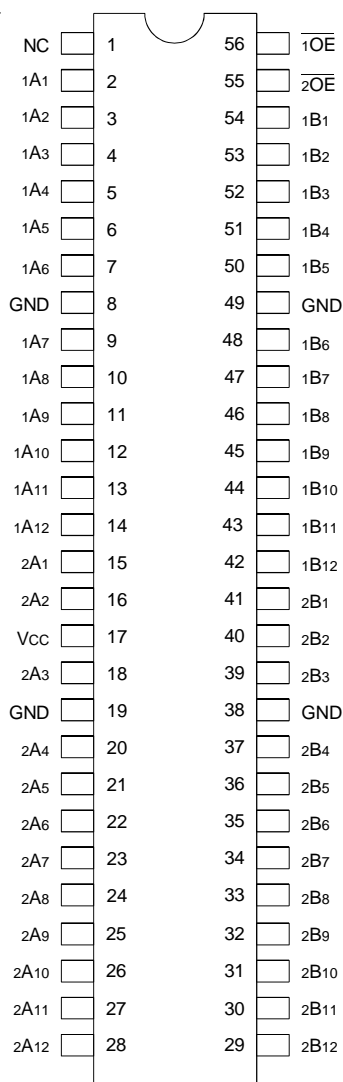 NC 1 56 1OE
1A1 2 55 2OE
1A2 3 54 1B1
1A3 4 53 1B2
1A4 5 52 1B3
1A5 6 51 1B4
1A6 7 50 1B5
GND 8 49 GND
1A7 9 48 1B6
1A8 10 47 1B7
1A9 11 46 1B8
1A10 12 45 1B9
1A11 13 44 1B10
1A12 14 43 1B11
2A1 15 42 1B12
2A2 16 41 2B1
VCC 17 40 2B2
2A3 18 39 2B3
GND 19 38 GND
2A4 20 37 2B4
2A5 21 36 2B5
2A6 22 35 2B6
2A7 23 34 2B7
2A8 24 33 2B8
2A9 25 32 2B9
2A10 26 31 2B10
2A11 27 30 2B11
2A12 28 29 2B12